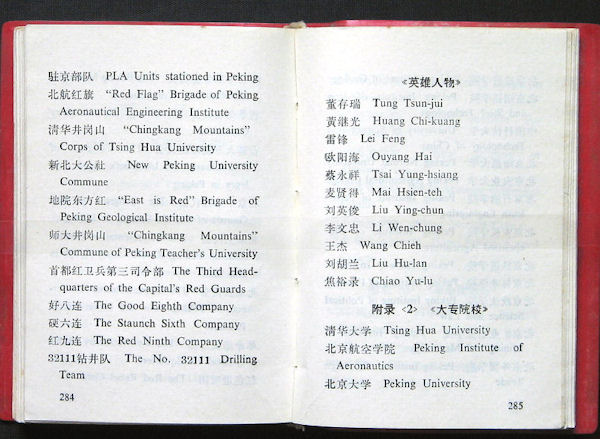 驻京部队 PLA Units stationed in Peking
北航红旗 “Red Flag” Brigade of Peking
Aeronautical Engineering Institute
清华井岗山 “Chingkang Mountains”
Corps of Tsing Hua University
新北大公社 New Peking University
Commune
地院东方红 “East is Red” Brigade of
Peking Geological Institute
师大井岗山 “Chingkang Mountains”
Commune of Peking Teacher's University
首都红卫兵第三司令部 The Third Head-
quarters of the Capital's Red Guards
好八连 The Good Eighth Company
硬六连 The Staunch Sixth Company
红九连 The Red Ninth Company
32111钻井队 The No. 32111 Drilling
Team
284
《英雄人物》
董存瑞 Tung Tsun-jui
黄继光 Huang Chi-kuang
雷锋 Lei Feng
欧阳海 Ouyang Hai
蔡永祥 Tsai Yung-hsiang
麦贤得 Mai Hsien-teh
刘英俊 Liu Ying-chun
李文忠 Li Wen-chung
王杰 Wang Chieh
刘胡兰 Liu Hu-lan
焦裕录 Chiao Yu-lu
附录 <2> 《大专院校》
清华大学 Tsing Hua University
北京航空学院 Peking Institute of
Aeronautics
北京大学 Peking University
285